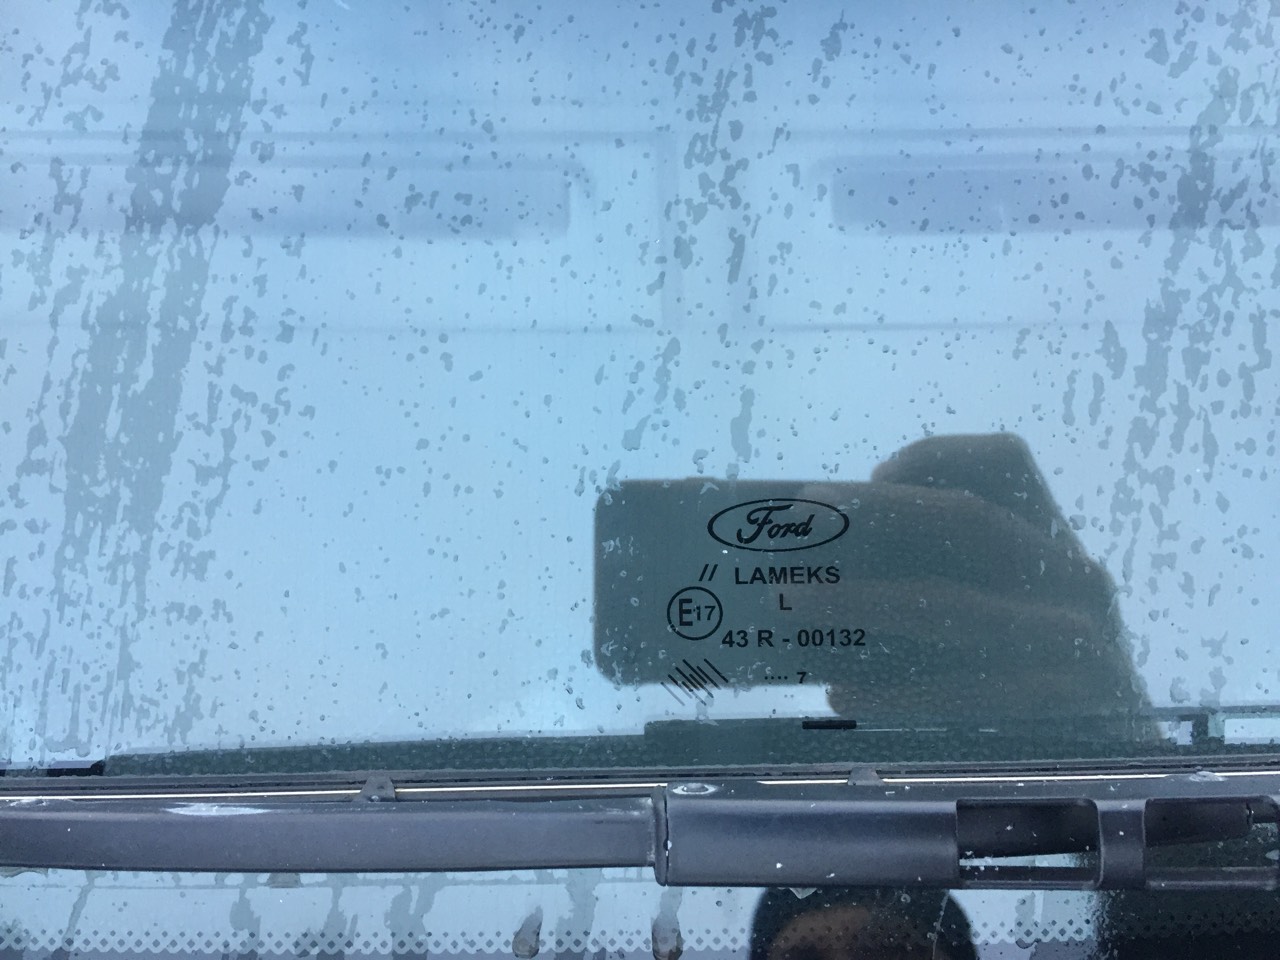 Ford
// LAMEKS
L
E17
43 R - 00132
.... 7